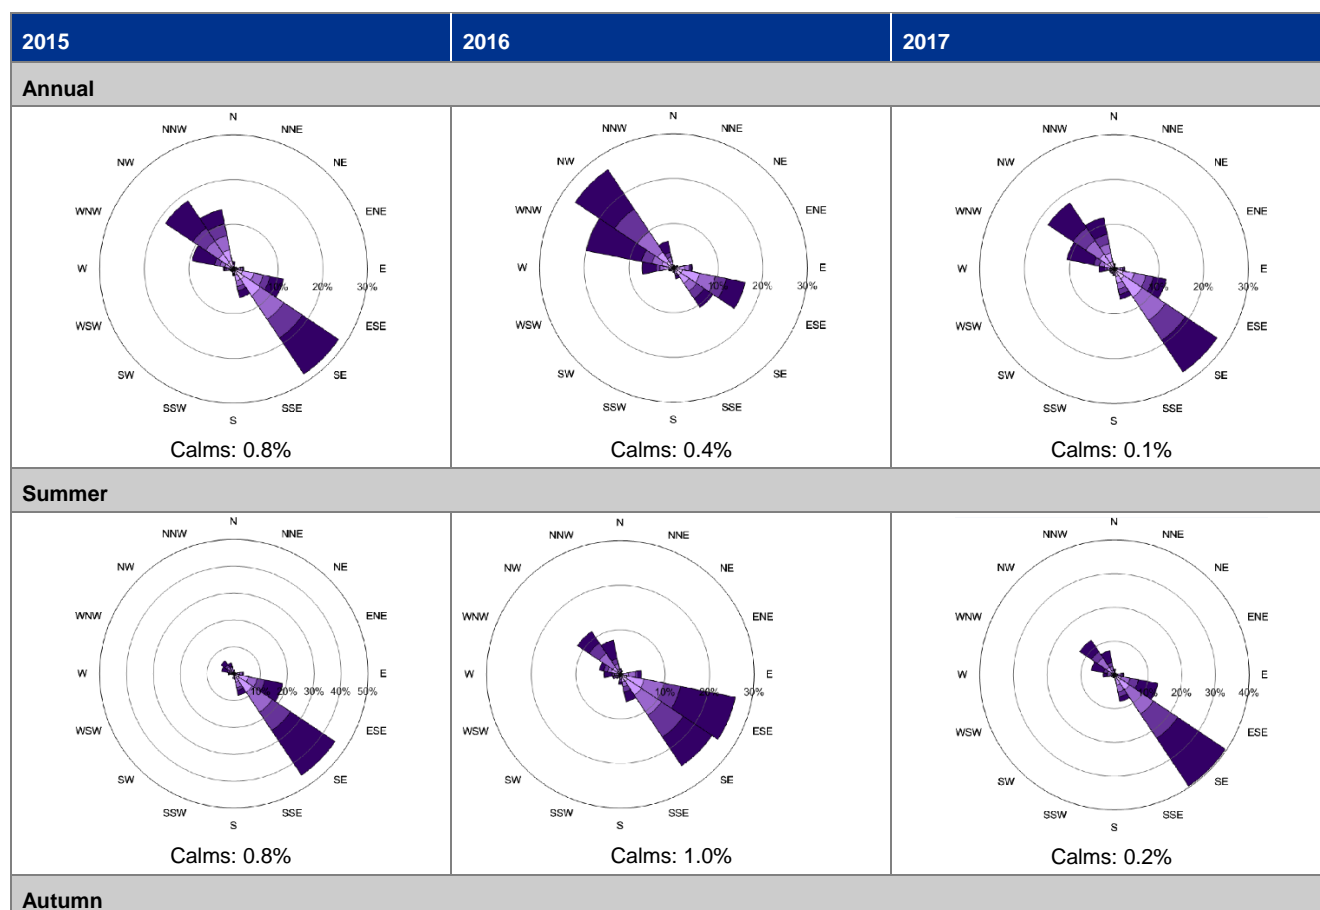 2015 2016 2017
Annual
N N N
NNW NNE NNW NNE NNW NNE
NW NE NW NE NW NE
WNW ENE WNW ENE WNW ENE
W E W E W E
10% 20% 30% 10% 20% 30% 10% 20% 30%
WSW ESE WSW ESE WSW ESE
SW SE SW SE SW SE
SSW SSE SSW SSE SSW SSE
S S S
Calms: 0.8% Calms: 0.4% Calms: 0.1%
Summer
N N N
NNW NNE NNW NNE NNW NNE
NW NE NW NE NW NE
WNW ENE WNW ENE WNW ENE
W E W E W E
10% 20% 30% 40% 50% 10% 20% 30% 10% 20% 30% 40%
WSW ESE WSW ESE WSW ESE
SW SE SW SE SW SE
SSW SSE SSW SSE SSW SSE
S S S
Calms: 0.8% Calms: 1.0% Calms: 0.2%
Autumn